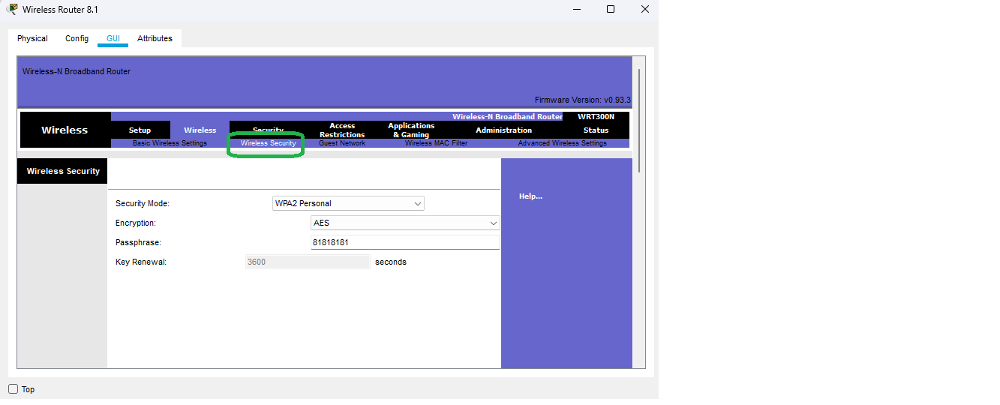 Wireless Router 8.1
Physical Config GUI Attributes
Wireless-N Broadband Router
Firmware Version: v0.93.3
Wireless-N Broadband Router WRT300N
Wireless Setup Wireless Security Access Restrictions Applications & Gaming Administration Status
Basic Wireless Settings Wireless Security Guest Network Wireless MAC Filter Advanced Wireless Settings
Wireless Security
Help...
Security Mode: WPA2 Personal
Encryption: AES
Passphrase: 81818181
Key Renewal: 3600 seconds
Top